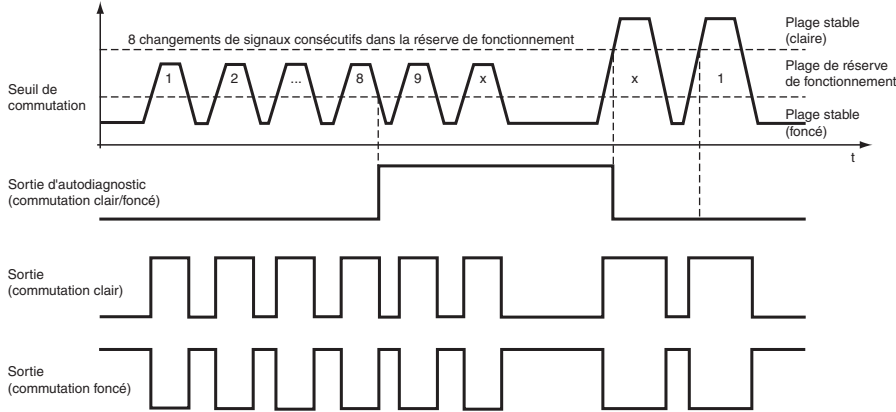 8 changements de signaux consécutifs dans la réserve de fonctionnement
Plage stable
(claire)
Plage de réserve
de fonctionnement
Plage stable
(foncé)
Seuil de
commutation
1
2
...
8
9
x
x
1
t
Sortie d'autodiagnostic
(commutation clair/foncé)
Sortie
(commutation clair)
Sortie
(commutation foncé)